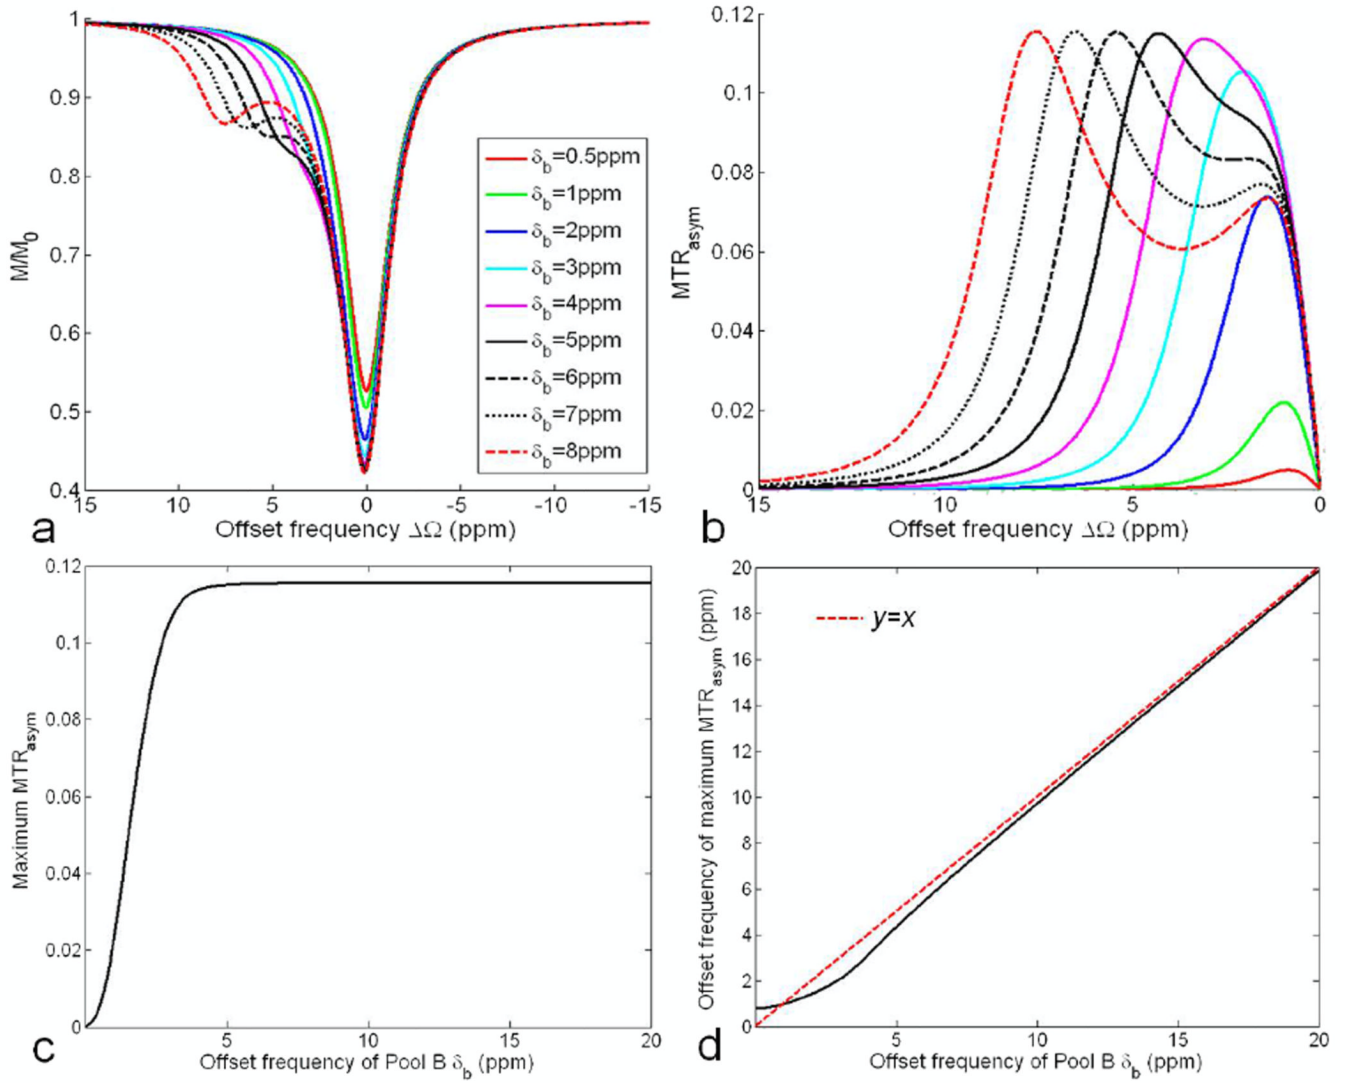 1
0.9
0.8
0.7
0.6
0.5
0.4
M/M0
15 10 5 0 -5 -10 -15
Offset frequency ΔΩ (ppm)
δb=0.5ppm
δb=1ppm
δb=2ppm
δb=3ppm
δb=4ppm
δb=5ppm
δb=6ppm
δb=7ppm
δb=8ppm
a
0.12
0.1
0.08
0.06
0.04
0.02
0
MTRasym
15 10 5 0
Offset frequency ΔΩ (ppm)
b
0.12
0.1
0.08
0.06
0.04
0.02
0
Maximum MTRasym
5 10 15 20
Offset frequency of Pool B δb (ppm)
c
20
18
16
14
12
10
8
6
4
2
0
Offset frequency of maximum MTRasym (ppm)
y=x
5 10 15 20
Offset frequency of Pool B δb (ppm)
d